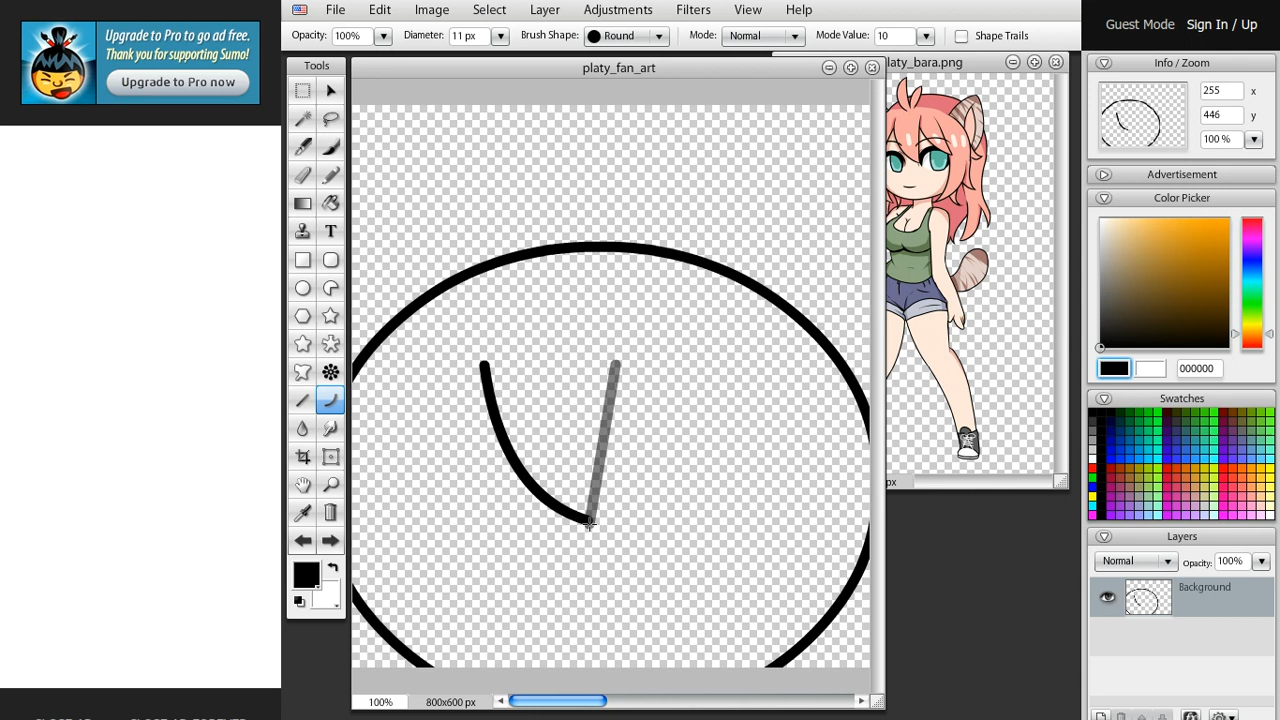 File Edit Image Select Layer Adjustments Filters View Help
Guest Mode Sign In / Up
Upgrade to Pro to go ad free.
Thank you for supporting Sumo!
Upgrade to Pro now
Opacity: 100% Diameter: 11 px Brush Shape: Round Mode: Normal Mode Value: 10 Shape Trails
Tools
platy_fan_art
laty_bara.png
Info / Zoom
255 x
446 y
100 %
Advertisement
Color Picker
000000
Swatches
px
Layers
Normal Opacity: 100%
Background
100% 800x600 px